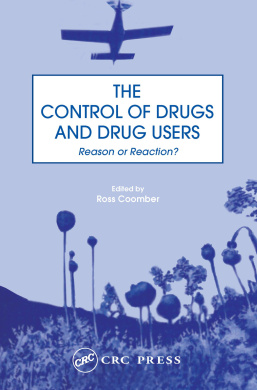 THE
CONTROL OF DRUGS
AND DRUG USERS
Reason or Reaction?
Edited by
Ross Coomber
CRC CRC PRESS